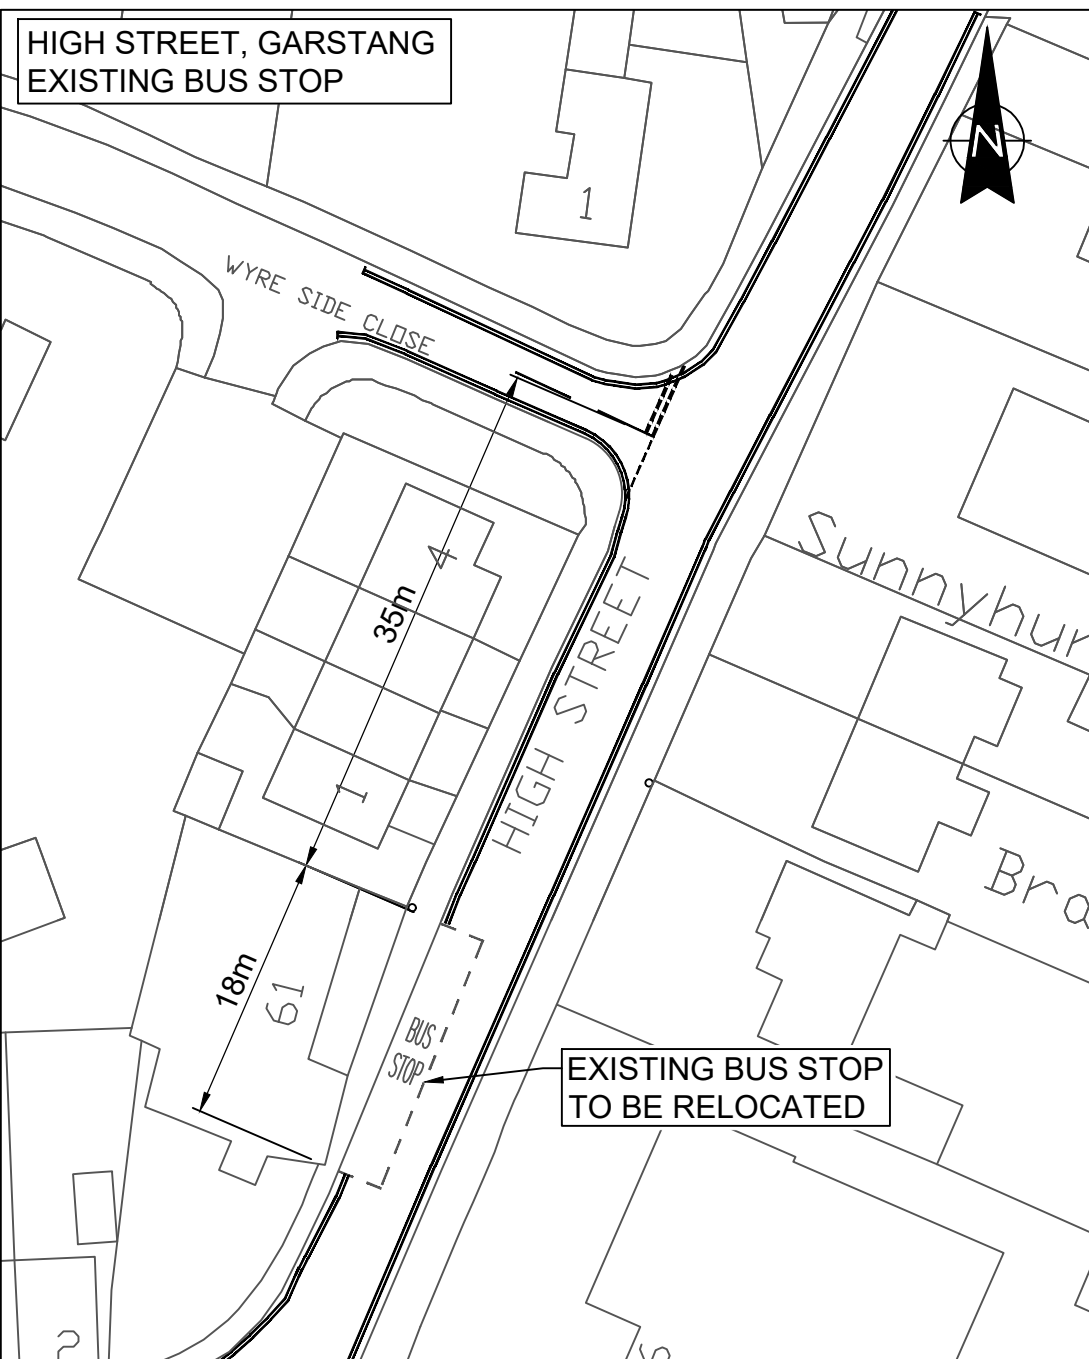 HIGH STREET, GARSTANG
EXISTING BUS STOP
N
1
WYRE SIDE CLOSE
4
35m
Sunnyhur
HIGH STREET
1
Bra
18m
61
BUS
STOP
EXISTING BUS STOP
TO BE RELOCATED